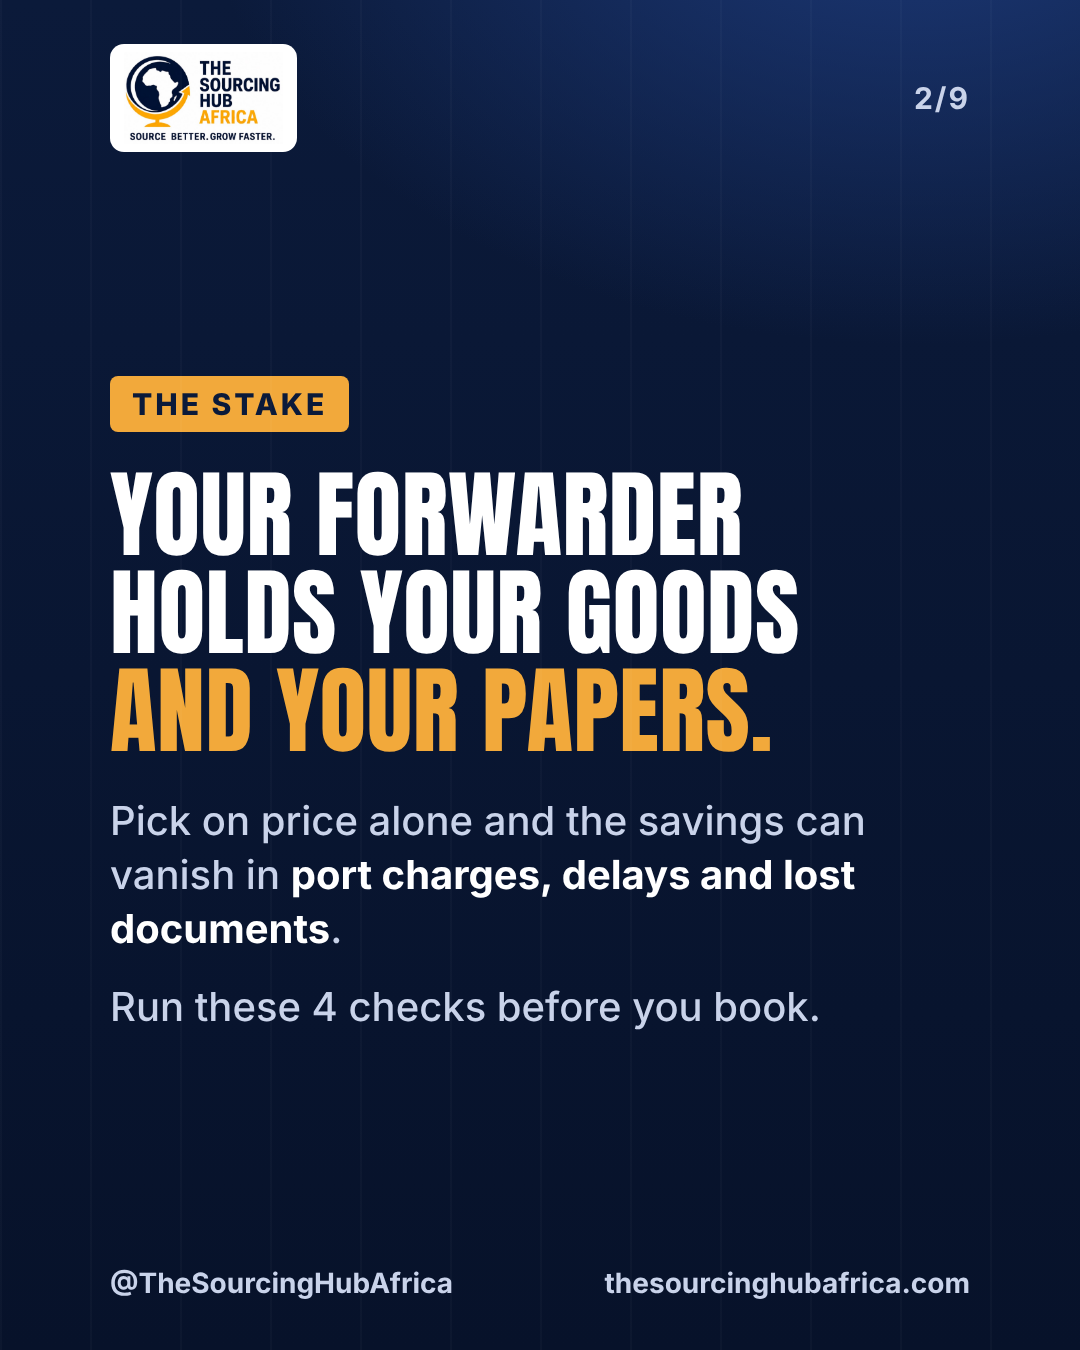 THE
SOURCING
HUB
AFRICA
SOURCE BETTER. GROW FASTER.
2/9
THE STAKE
YOUR FORWARDER
HOLDS YOUR GOODS
AND YOUR PAPERS.
Pick on price alone and the savings can
vanish in port charges, delays and lost
documents.
Run these 4 checks before you book.
@TheSourcingHubAfrica
thesourcinghubafrica.com